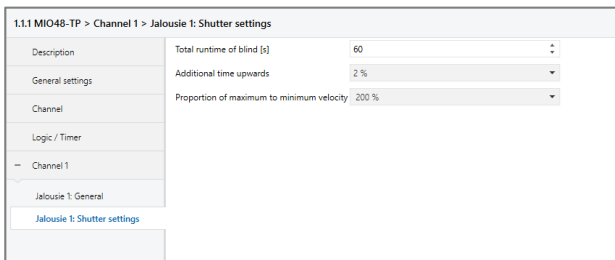 1.1.1 MIO48-TP > Channel 1 > Jalousie 1: Shutter settings
Description
General settings
Channel
Logic / Timer
– Channel 1
Jalousie 1: General
Jalousie 1: Shutter settings
Total runtime of blind [s] 60
Additional time upwards 2 %
Proportion of maximum to minimum velocity 200 %